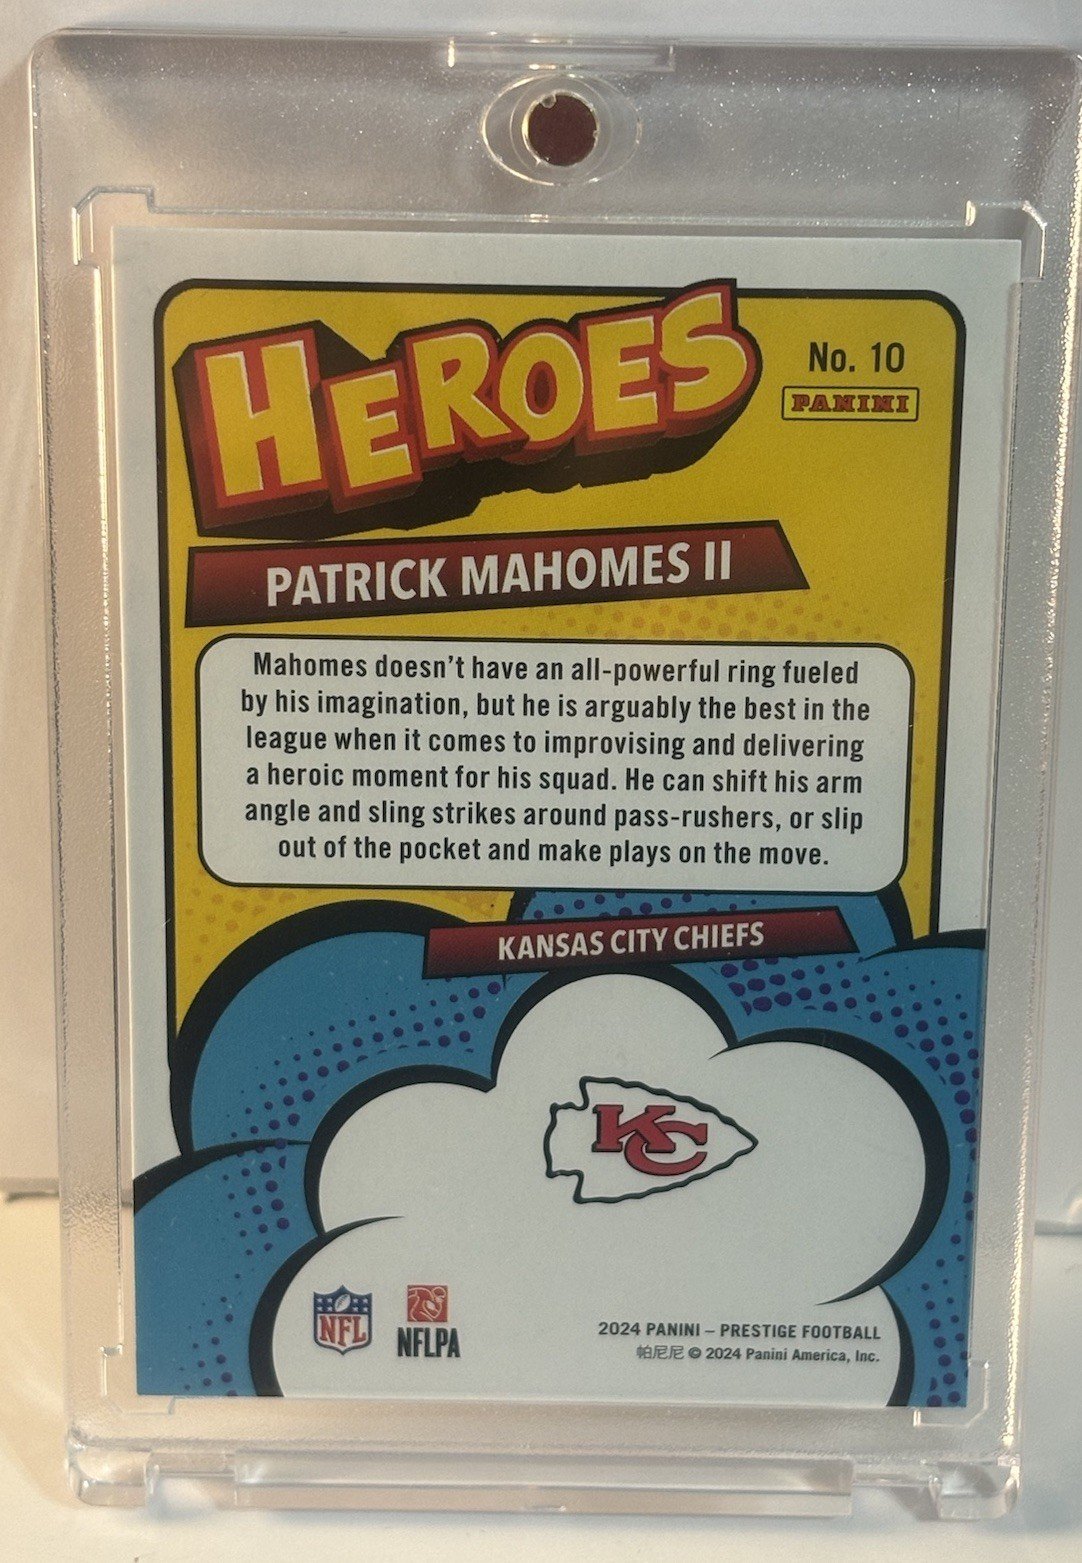 HEROES
No. 10
PANINI
PATRICK MAHOMES II
Mahomes doesn't have an all-powerful ring fueled
by his imagination, but he is arguably the best in the
league when it comes to improvising and delivering
a heroic moment for his squad. He can shift his arm
angle and sling strikes around pass-rushers, or slip
out of the pocket and make plays on the move.
KANSAS CITY CHIEFS
KC
NFL
NFLPA
2024 PANINI – PRESTIGE FOOTBALL
帕尼尼 © 2024 Panini America, Inc.